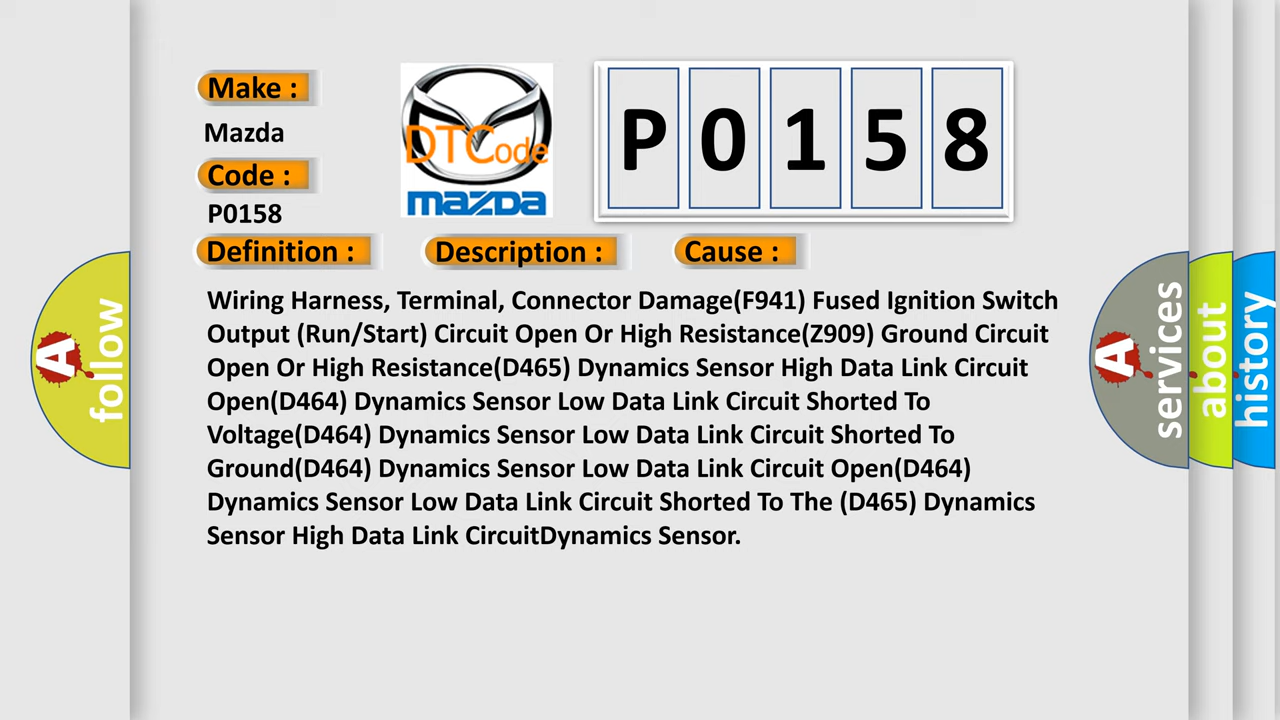 Make :
Mazda
Code :
P0158
DTCode
mazda
P0158
Definition :
Description :
Cause :
Wiring Harness, Terminal, Connector Damage(F941) Fused Ignition Switch
Output (Run/Start) Circuit Open Or High Resistance(Z909) Ground Circuit
Open Or High Resistance(D465) Dynamics Sensor High Data Link Circuit
Open(D464) Dynamics Sensor Low Data Link Circuit Shorted To
Voltage(D464) Dynamics Sensor Low Data Link Circuit Shorted To
Ground(D464) Dynamics Sensor Low Data Link Circuit Open(D464)
Dynamics Sensor Low Data Link Circuit Shorted To The (D465) Dynamics
Sensor High Data Link CircuitDynamics Sensor.
A
follow
A
services
about
history